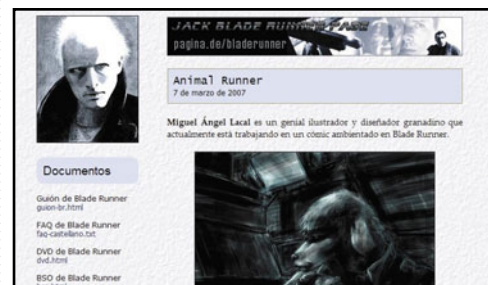 JACK BLADE RUNNER PAGE
pagina.de/bladerunner
Animal Runner
7 de marzo de 2007
Miguel Ángel Lacal es un genial ilustrador y diseñador granadino que
actualmente está trabajando en un cómic ambientado en Blade Runner.
Documentos
Guión de Blade Runner
guion-br.html
FAQ de Blade Runner
faq-castellano.txt
DVD de Blade Runner
dvd.html
BSO de Blade Runner